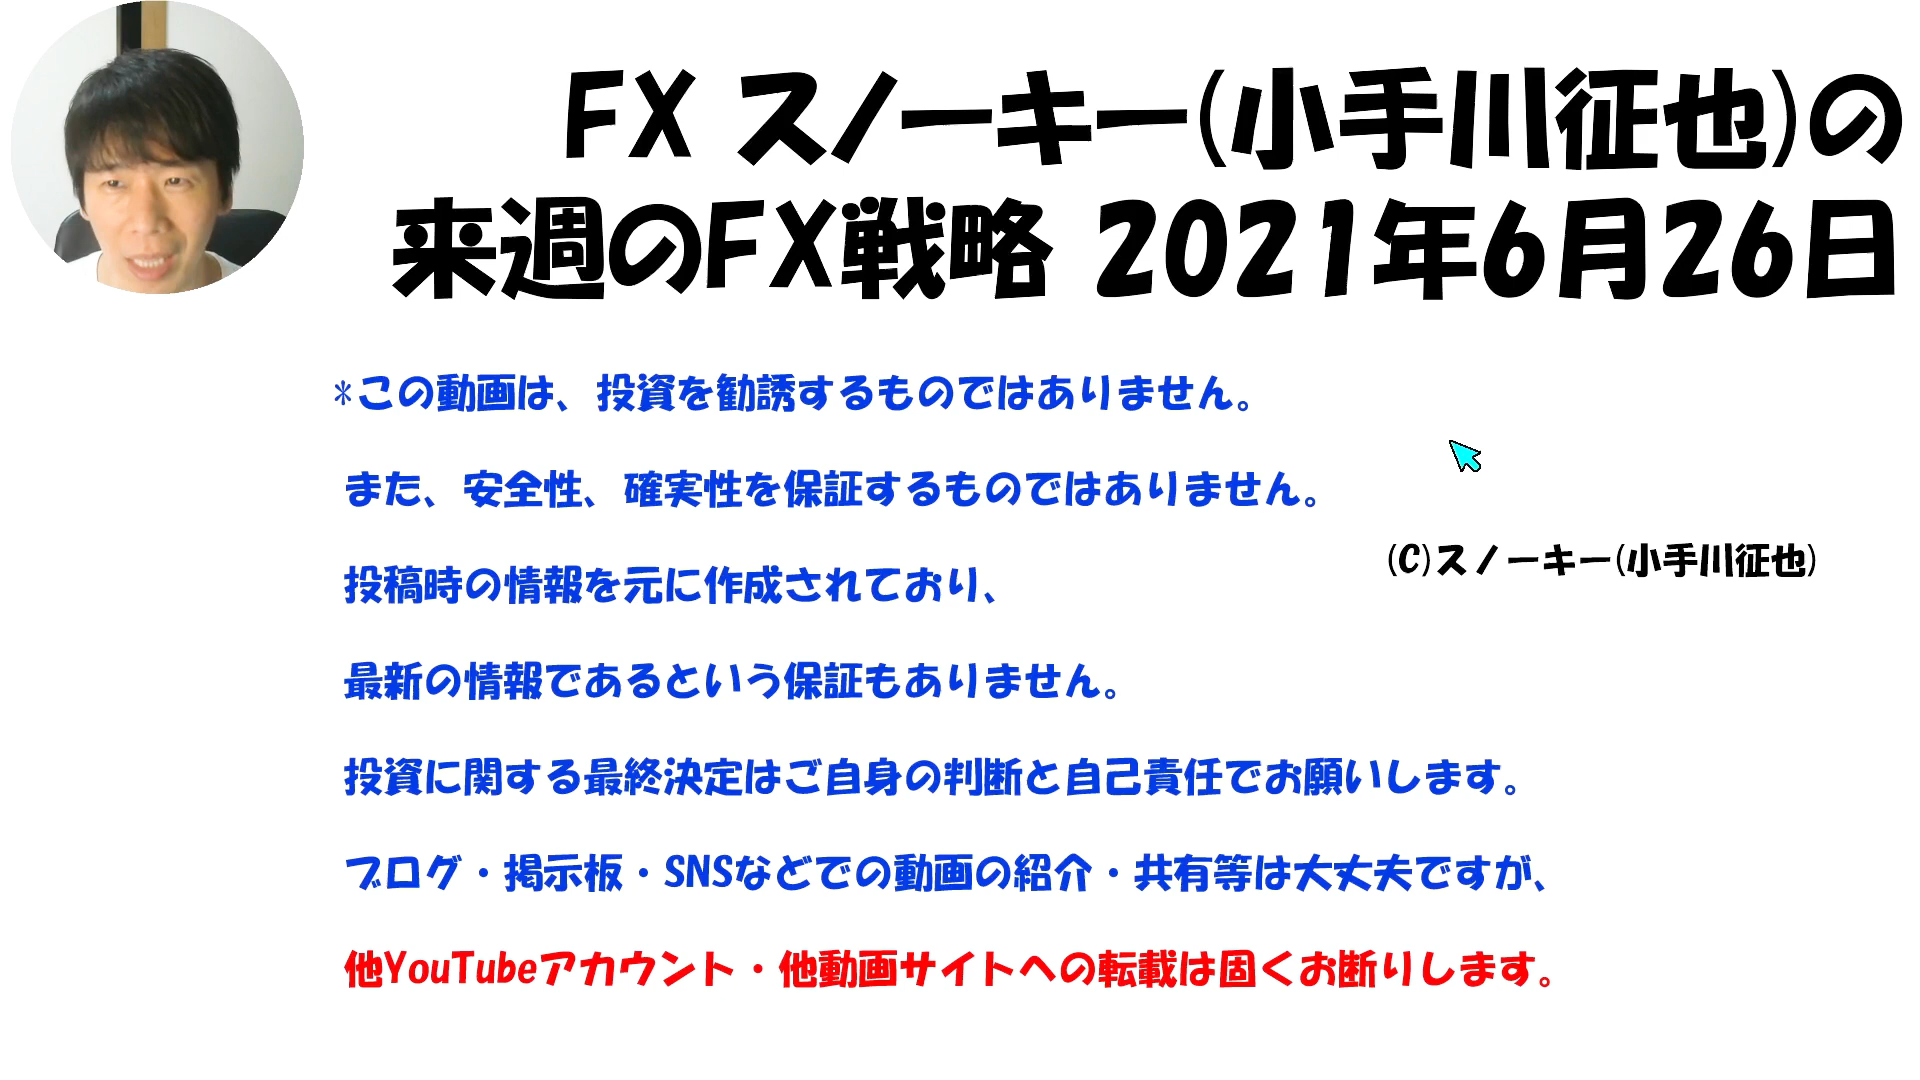 FX スノーキー(小手川征也)の
来週のFX戦略 2021年6月26日
*この動画は、投資を勧誘するものではありません。
また、安全性、確実性を保証するものではありません。
(C)スノーキー(小手川征也)
投稿時の情報を元に作成されており、
最新の情報であるという保証もありません。
投資に関する最終決定はご自身の判断と自己責任でお願いします。
ブログ・掲示板・SNSなどでの動画の紹介・共有等は大丈夫ですが、
他YouTubeアカウント・他動画サイトへの転載は固くお断りします。